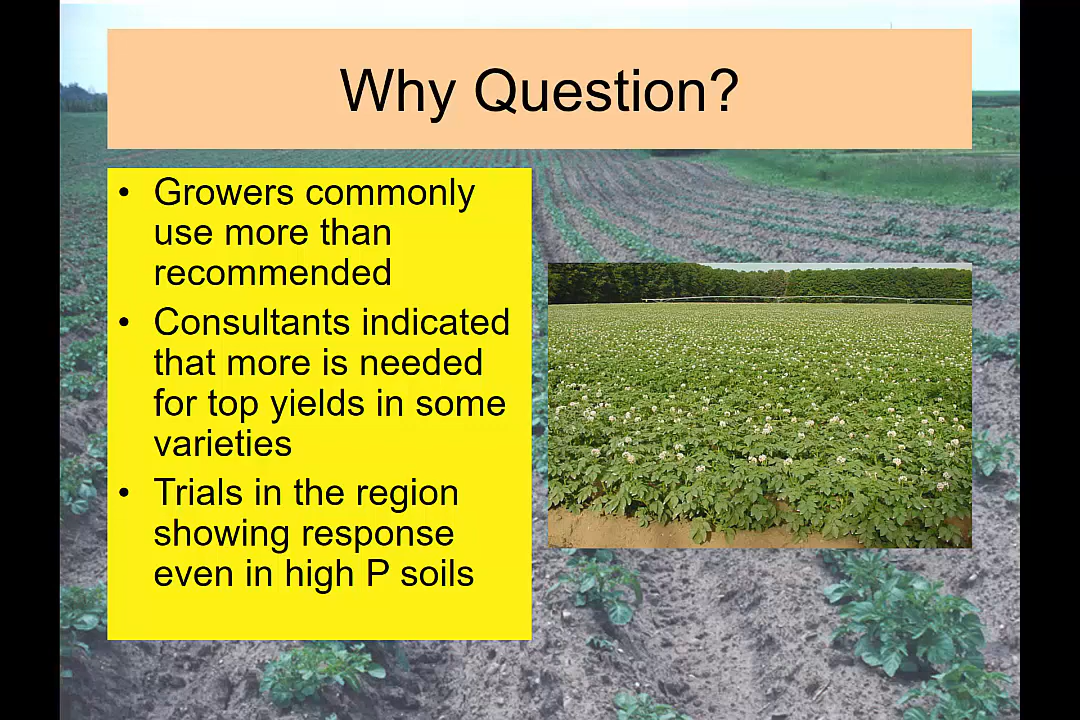 Why Question?
• Growers commonly
use more than
recommended
• Consultants indicated
that more is needed
for top yields in some
varieties
• Trials in the region
showing response
even in high P soils